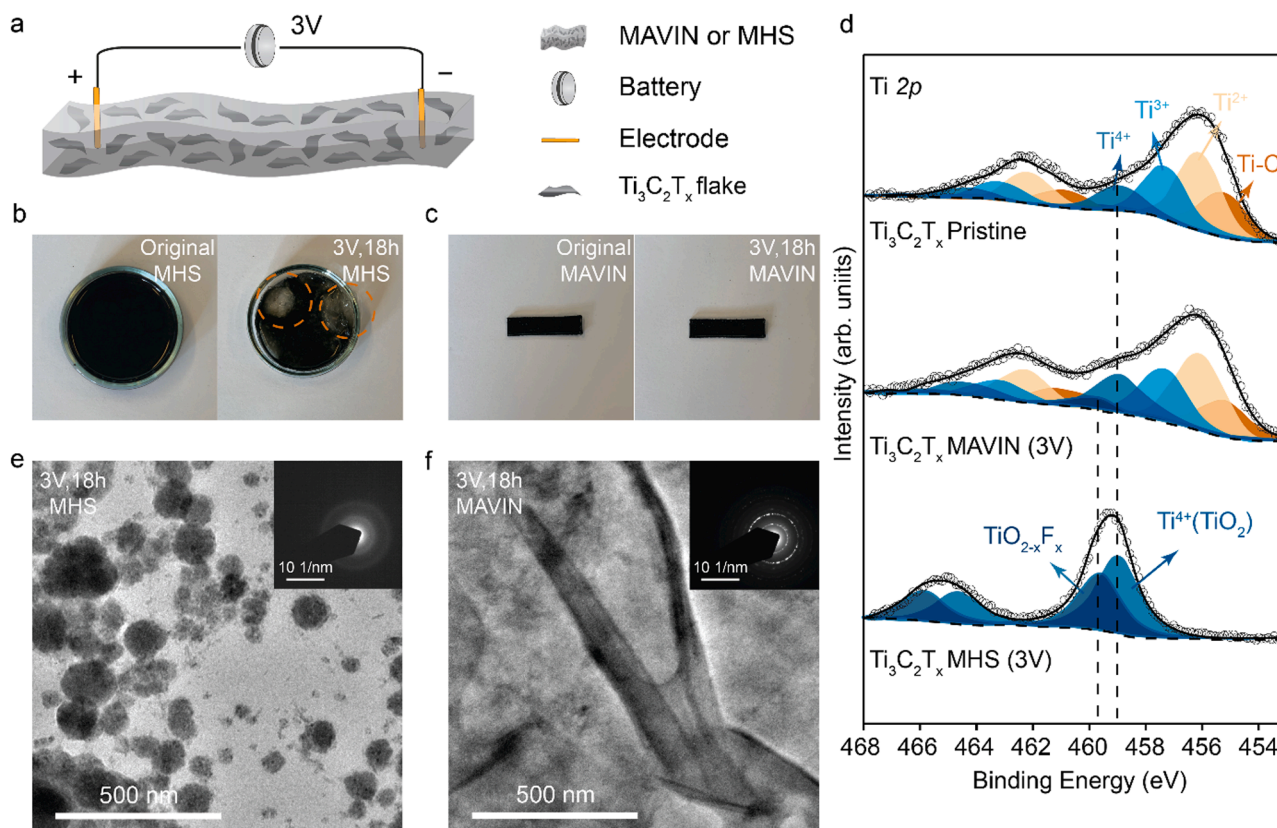 a
3V
+
−
MAVIN or MHS
Battery
Electrode
Ti₃C₂Tₓ flake
b
Original
MHS
3V,18h
MHS
c
Original
MAVIN
3V,18h
MAVIN
d
Ti 2p
Ti⁴⁺
Ti³⁺
Ti²⁺
Ti-C
Ti₃C₂Tₓ Pristine
Ti₃C₂Tₓ MAVIN (3V)
TiO₂₋ₓFₓ
Ti⁴⁺(TiO₂)
Ti₃C₂Tₓ MHS (3V)
Intensity (arb. uniits)
468 466 464 462 460 458 456 454
Binding Energy (eV)
e
3V,18h
MHS
10 1/nm
500 nm
f
3V,18h
MAVIN
10 1/nm
500 nm